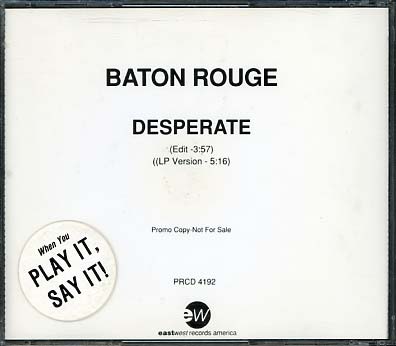 BATON ROUGE
DESPERATE
(Edit -3:57)
((LP Version - 5:16)
When You
PLAY IT,
SAY IT!
Promo Copy-Not For Sale
PRCD 4192
ew
eastwest records america